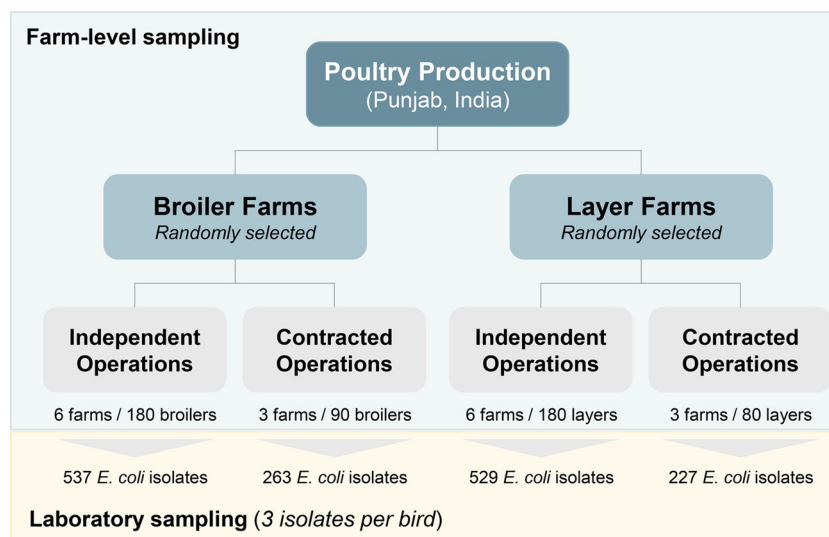 Farm-level sampling
Poultry Production
(Punjab, India)
Broiler Farms
Randomly selected
Layer Farms
Randomly selected
Independent
Operations
Contracted
Operations
Independent
Operations
Contracted
Operations
6 farms / 180 broilers
3 farms / 90 broilers
6 farms / 180 layers
3 farms / 80 layers
537 E. coli isolates
263 E. coli isolates
529 E. coli isolates
227 E. coli isolates
Laboratory sampling (3 isolates per bird)